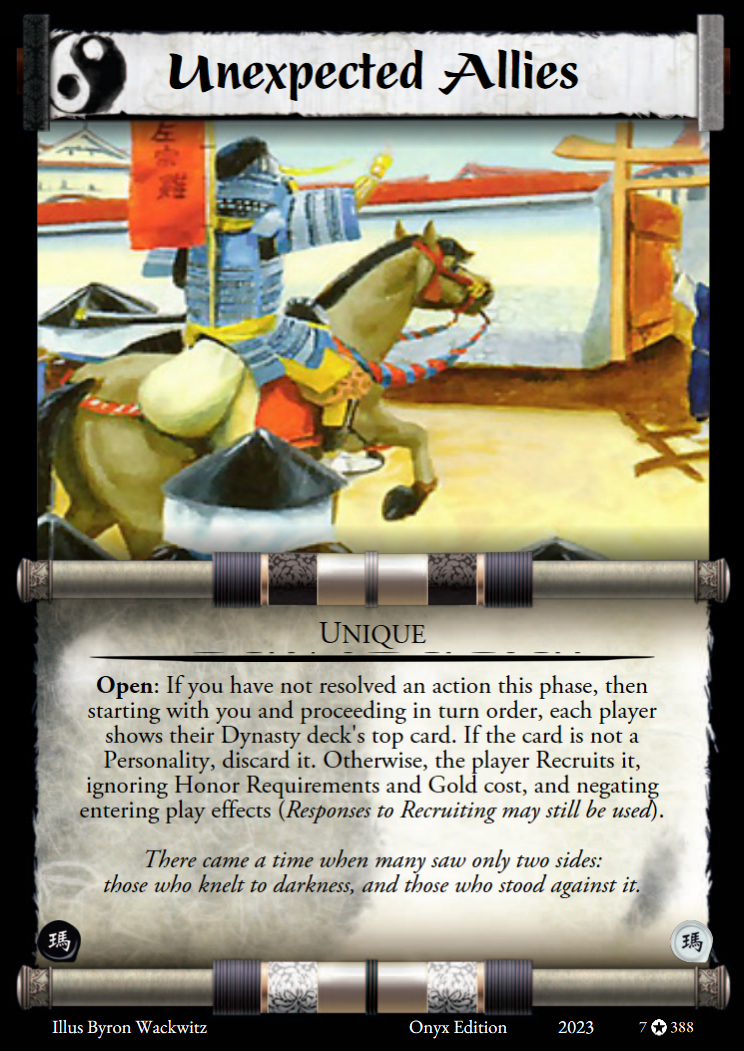 Unexpected Allies
UNIQUE
Open: If you have not resolved an action this phase, then
starting with you and proceeding in turn order, each player
shows their Dynasty deck's top card. If the card is not a
Personality, discard it. Otherwise, the player Recruits it,
ignoring Honor Requirements and Gold cost, and negating
entering play effects (Responses to Recruiting may still be used).
There came a time when many saw only two sides:
those who knelt to darkness, and those who stood against it.
瑪 瑪
Illus Byron Wackwitz Onyx Edition 2023 7 ✪ 388